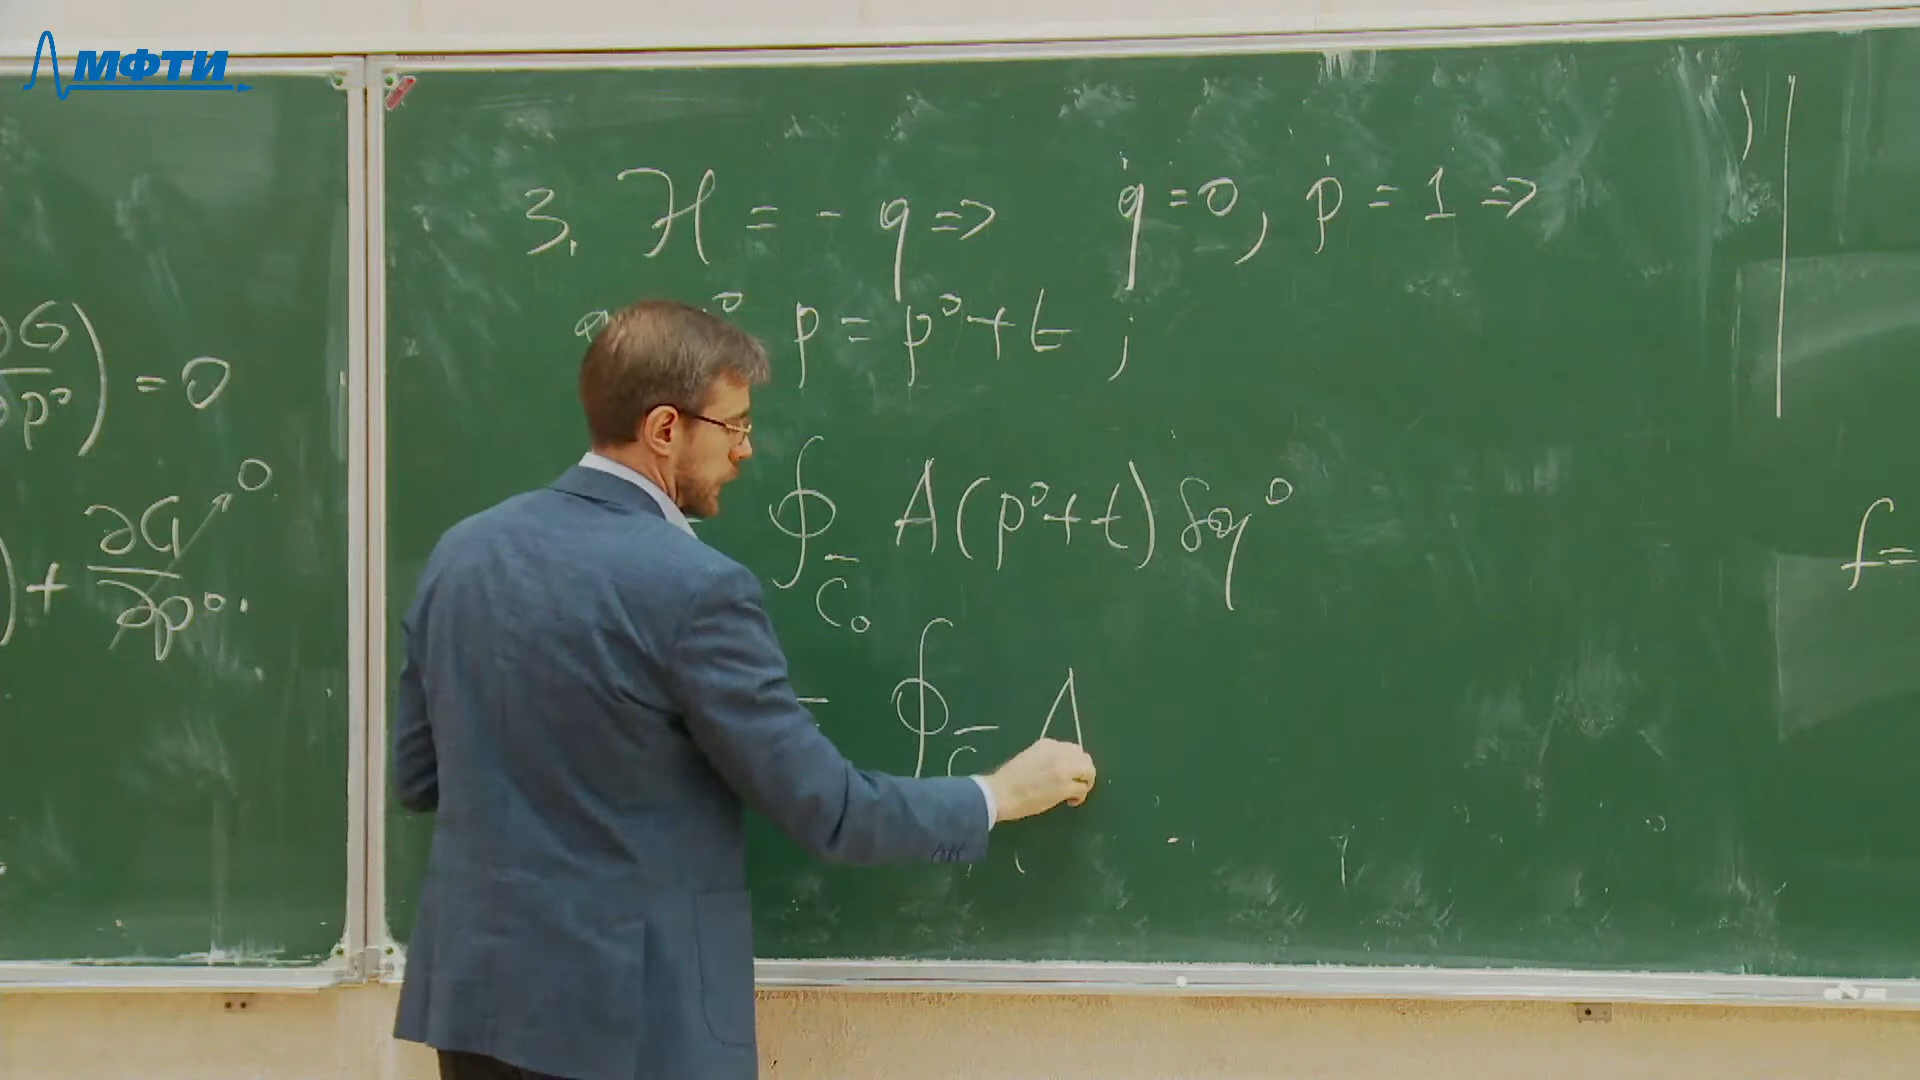 МФТИ
∂G/∂p⁰) = 0
) + ∂G/∂p⁰ → 0
3. H = - q => q̇ = 0, ṗ = 1 =>
p = p⁰ + t ;
∮_{C̄₀} A(p⁰+t) δq⁰
= ∮_{C̄} A
f =